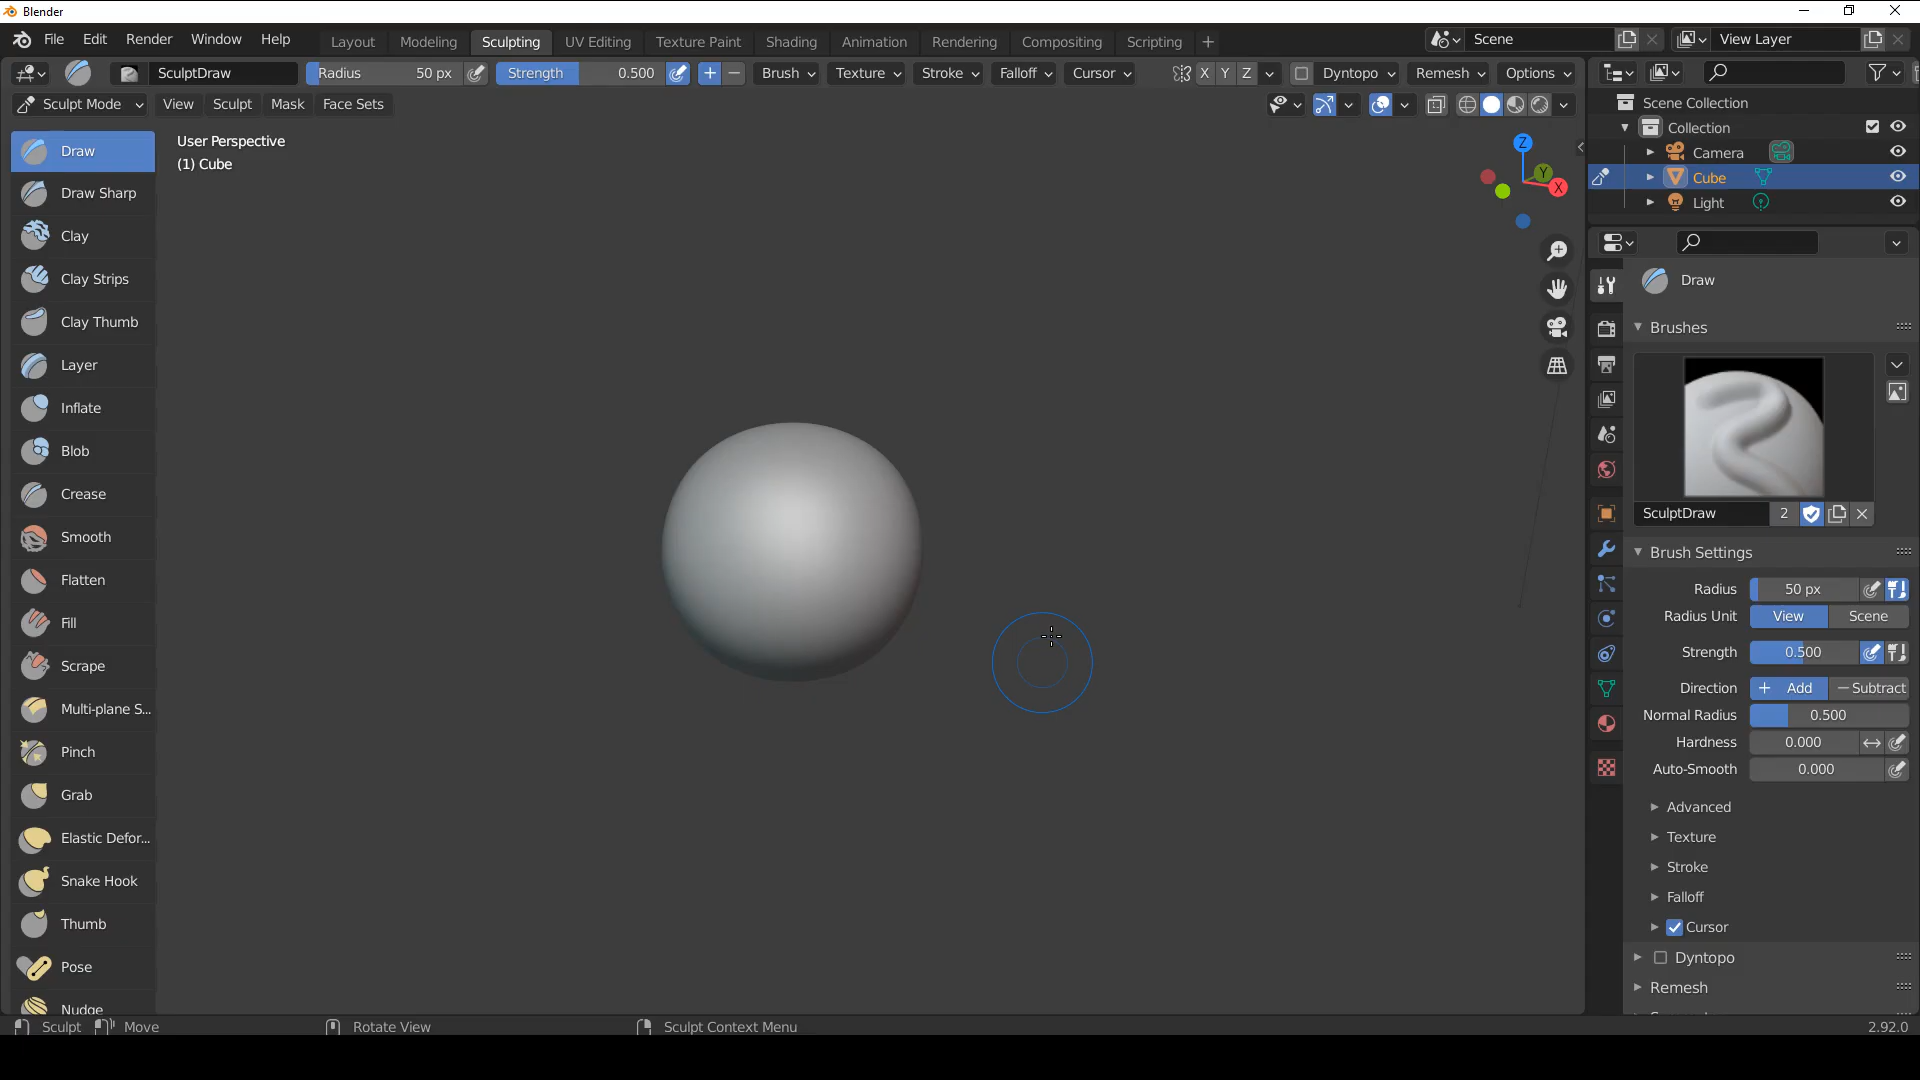 Blender
File Edit Render Window Help Layout Modeling Sculpting UV Editing Texture Paint Shading Animation Rendering Compositing Scripting Scene View Layer
SculptDraw Radius 50 px Strength 0.500 Brush Texture Stroke Falloff Cursor X Y Z Dyntopo Remesh Options
Sculpt Mode View Sculpt Mask Face Sets
User Perspective
(1) Cube
Z
Y
X
Draw
Draw Sharp
Clay
Clay Strips
Clay Thumb
Layer
Inflate
Blob
Crease
Smooth
Flatten
Fill
Scrape
Multi-plane S...
Pinch
Grab
Elastic Defor...
Snake Hook
Thumb
Pose
Nudge
Scene Collection
Collection
Camera
Cube
Light
Draw
Brushes
SculptDraw 2
Brush Settings
Radius 50 px
Radius Unit View Scene
Strength 0.500
Direction Add Subtract
Normal Radius 0.500
Hardness 0.000
Auto-Smooth 0.000
Advanced
Texture
Stroke
Falloff
Cursor
Dyntopo
Remesh
Sculpt Move Rotate View Sculpt Context Menu 2.92.0